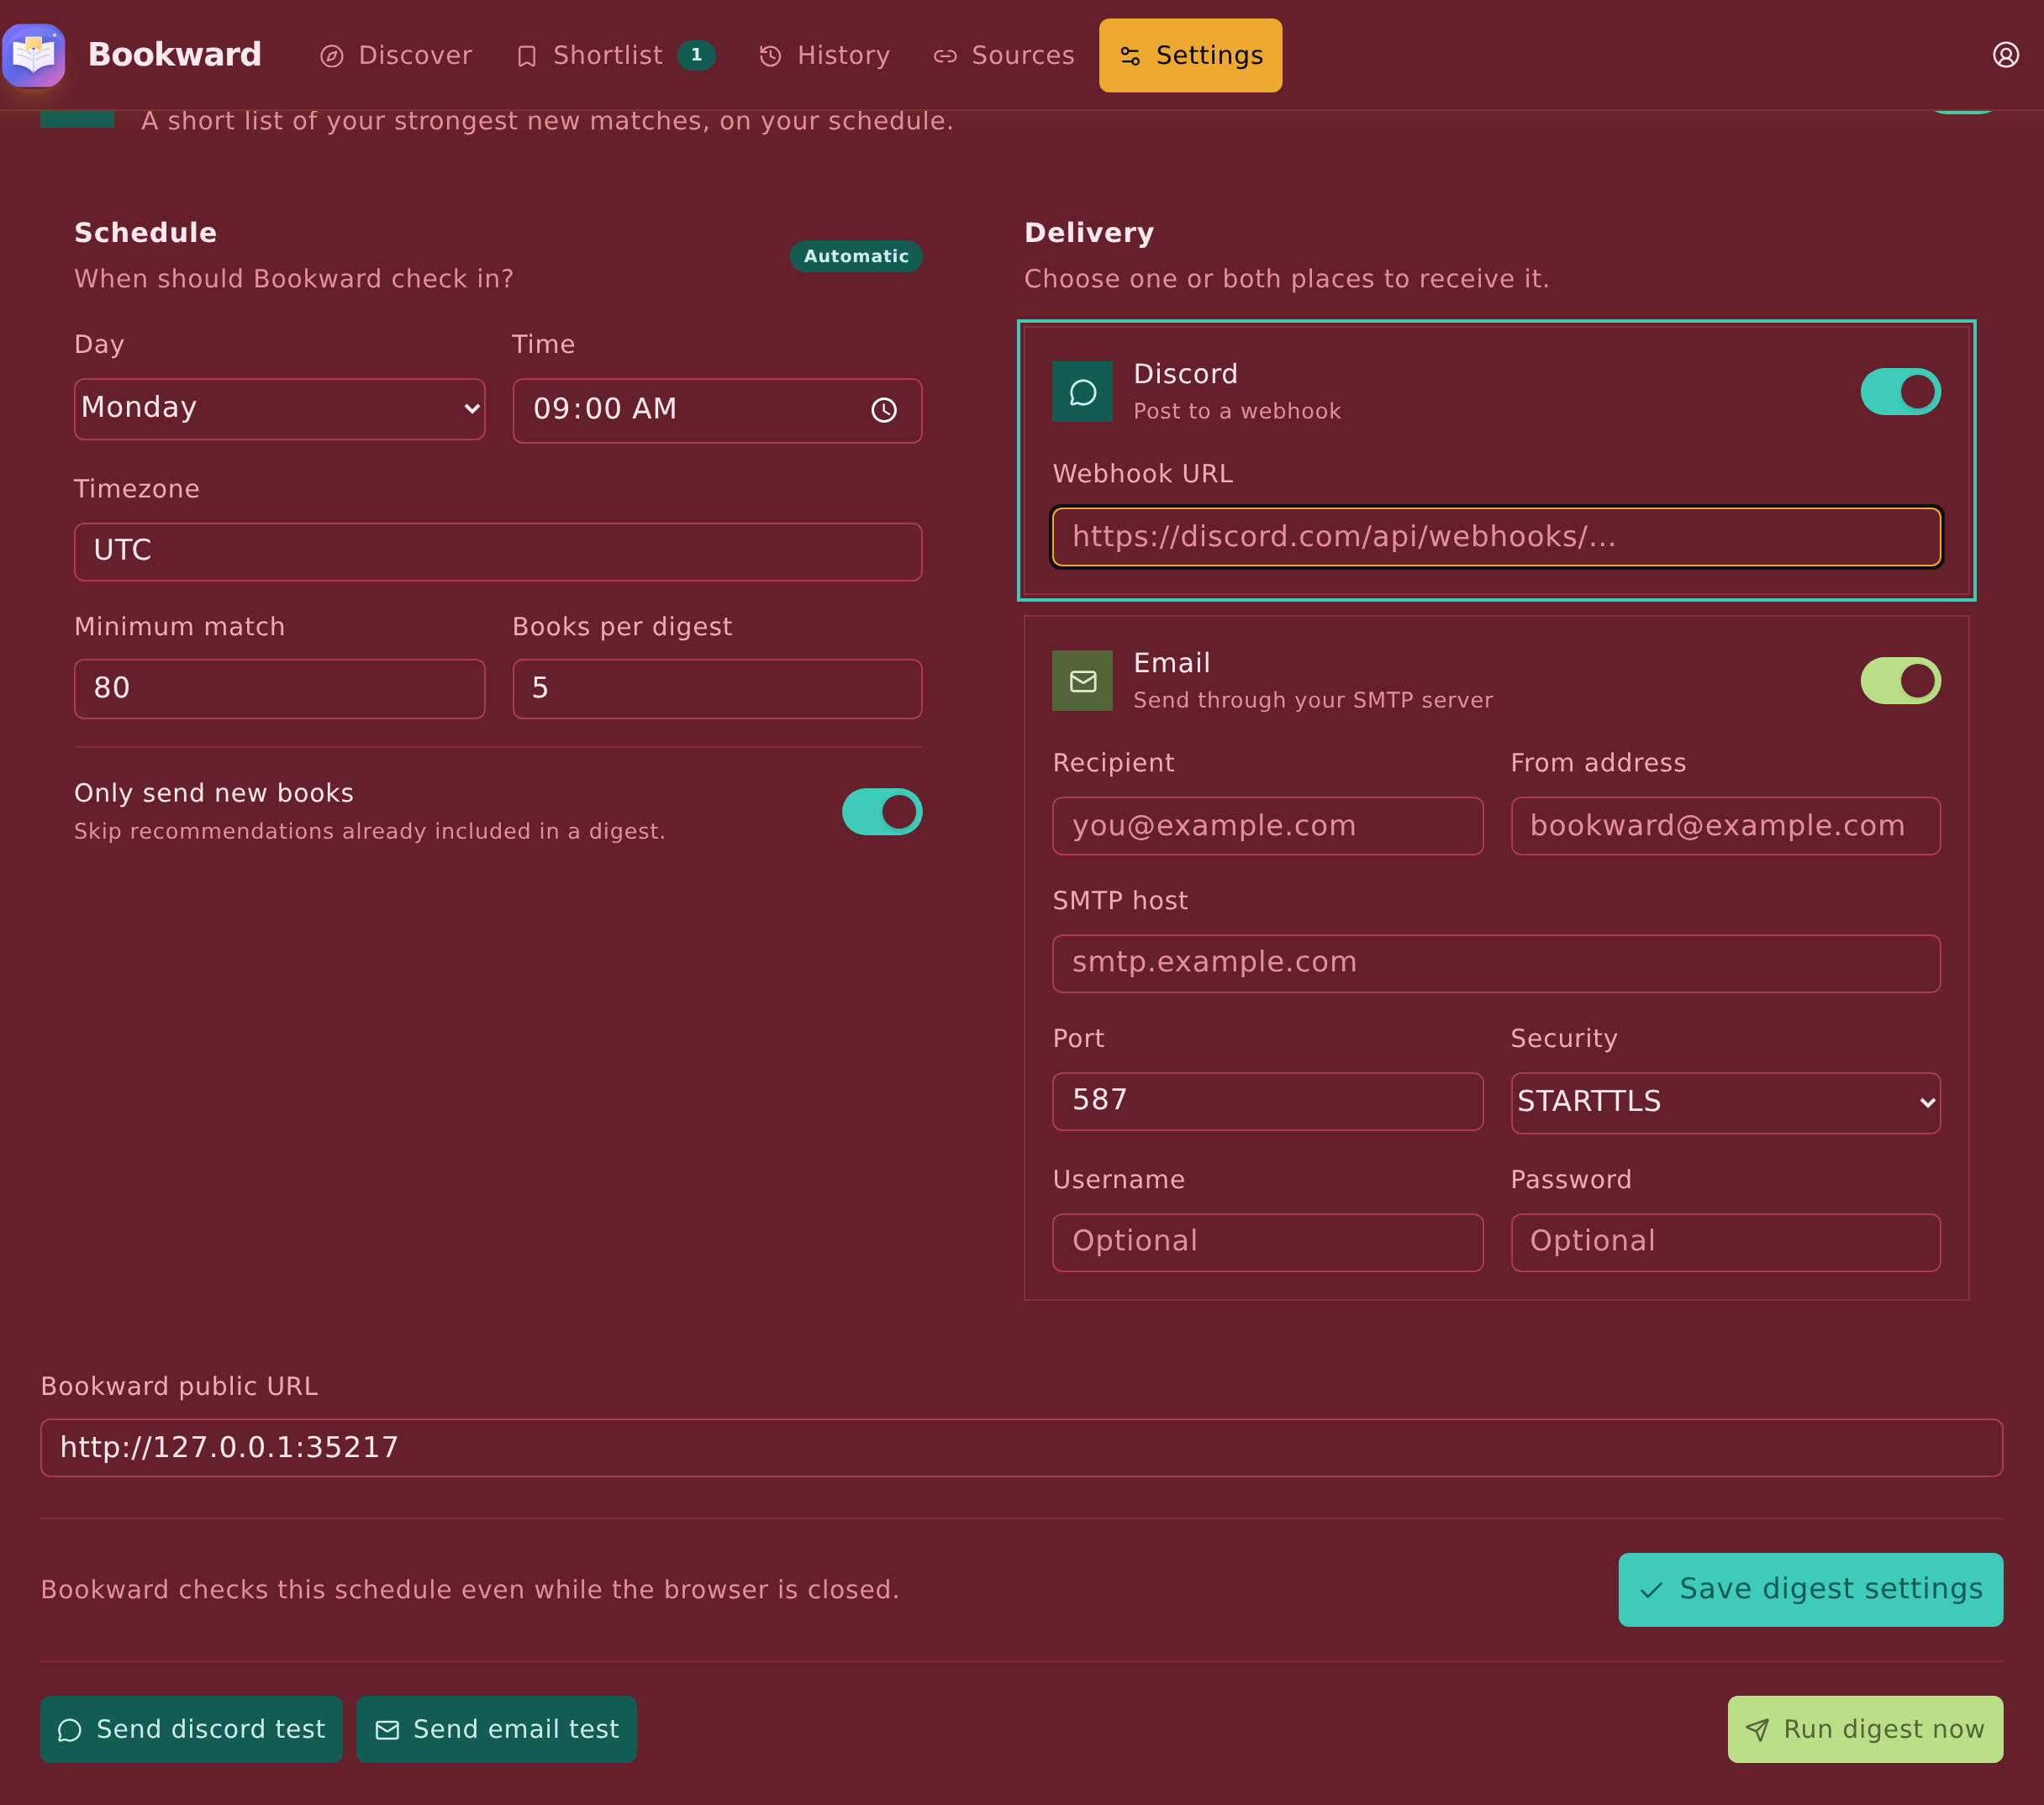 Bookward
Discover
Shortlist 1
History
Sources
Settings
A short list of your strongest new matches, on your schedule.
Schedule
When should Bookward check in?
Automatic
Day
Time
Monday
09:00 AM
Timezone
UTC
Minimum match
Books per digest
80
5
Only send new books
Skip recommendations already included in a digest.
Delivery
Choose one or both places to receive it.
Discord
Post to a webhook
Webhook URL
https://discord.com/api/webhooks/...
Email
Send through your SMTP server
Recipient
From address
you@example.com
bookward@example.com
SMTP host
smtp.example.com
Port
Security
587
STARTTLS
Username
Password
Optional
Optional
Bookward public URL
http://127.0.0.1:35217
Bookward checks this schedule even while the browser is closed.
Save digest settings
Send discord test
Send email test
Run digest now